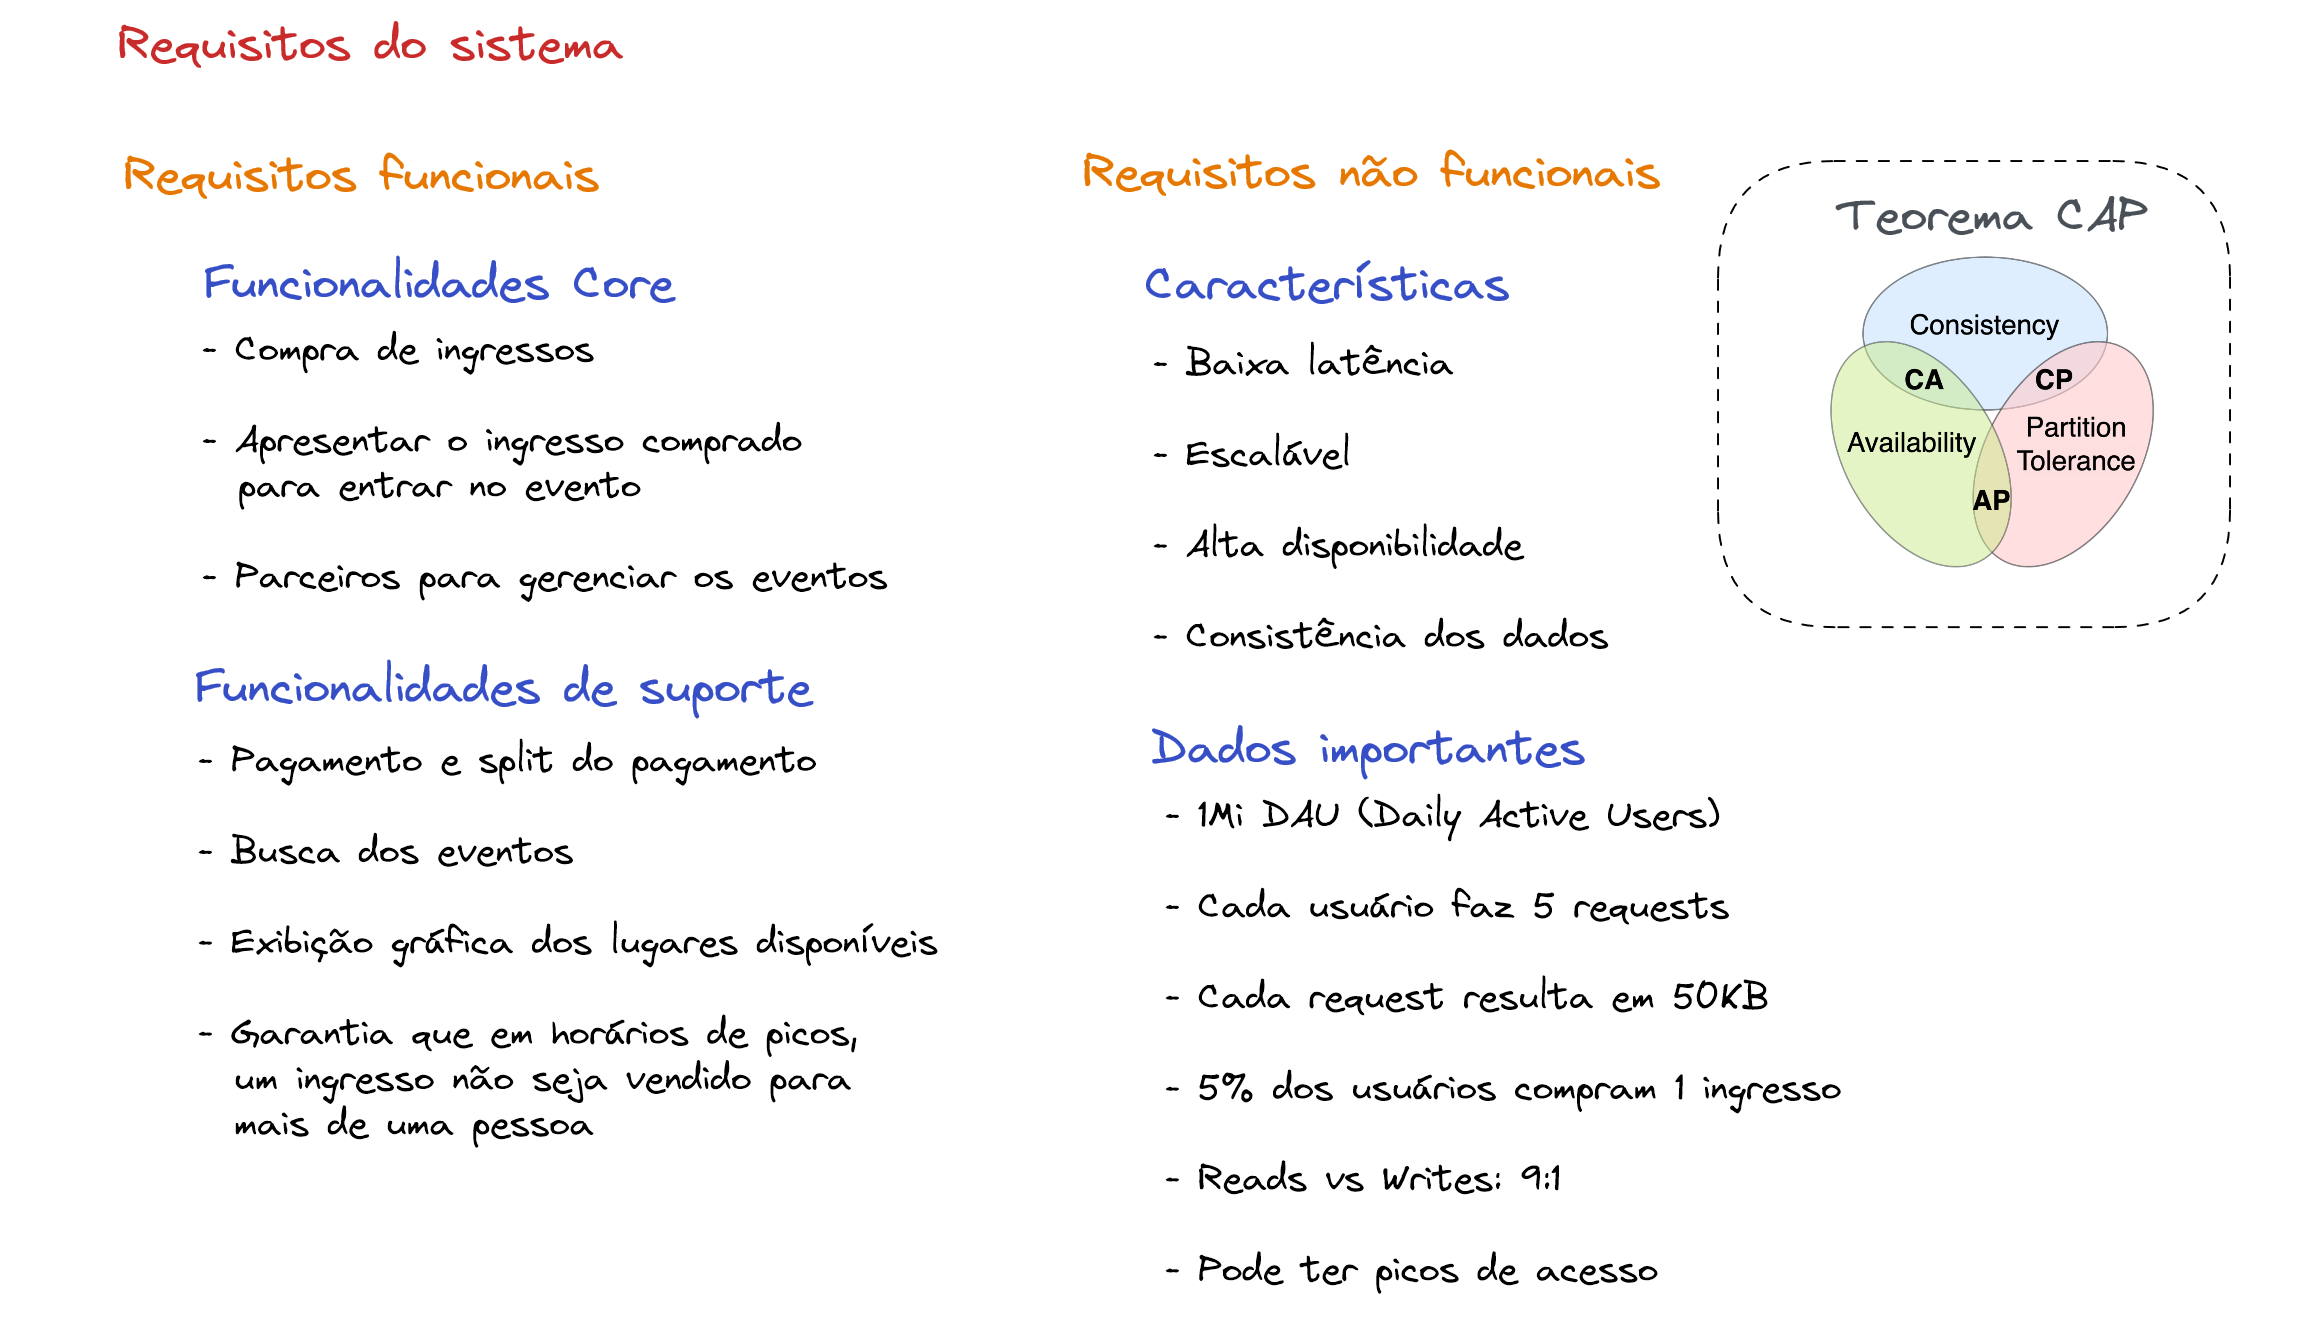 Requisitos do sistema
Requisitos funcionais
Funcionalidades Core
- Compra de ingressos
- Apresentar o ingresso comprado
para entrar no evento
- Parceiros para gerenciar os eventos
Funcionalidades de suporte
- Pagamento e split do pagamento
- Busca dos eventos
- Exibição gráfica dos lugares disponíveis
- Garantia que em horários de picos,
um ingresso não seja vendido para
mais de uma pessoa
Requisitos não funcionais
Características
- Baixa latência
- Escalável
- Alta disponibilidade
- Consistência dos dados
Dados importantes
- 1Mi DAU (Daily Active Users)
- Cada usuário faz 5 requests
- Cada request resulta em 50KB
- 5% dos usuários compram 1 ingresso
- Reads vs Writes: 9:1
- Pode ter picos de acesso
Teorema CAP
Consistency
CA
CP
Availability
Partition
Tolerance
AP